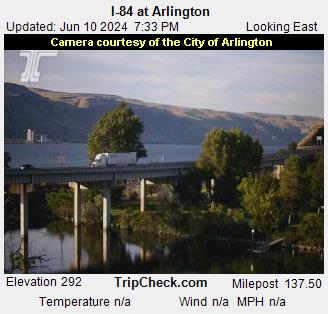 I-84 at Arlington
Updated: Jun 10 2024 7:33 PM Looking East
Camera courtesy of the City of Arlington
Elevation 292 TripCheck.com Milepost 137.50
Temperature n/a Wind n/a MPH n/a